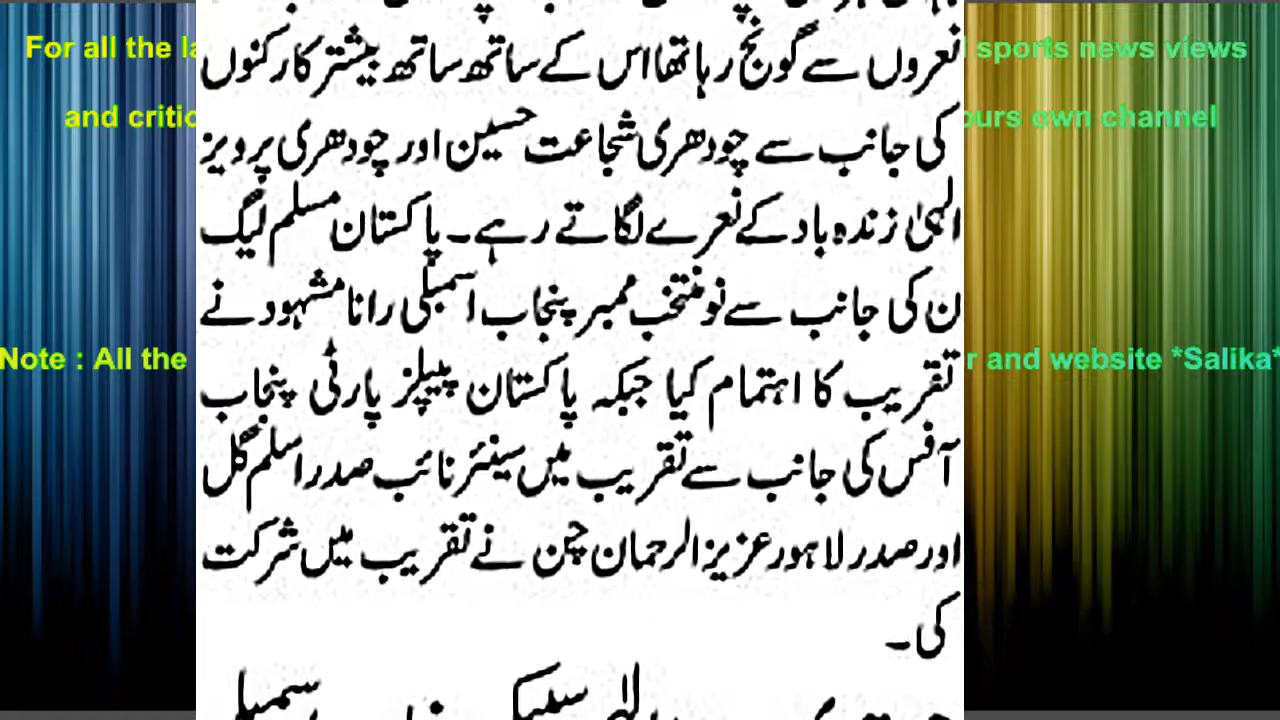 For all the la
sports news views
and critic
ours own channel
Note : All the
r and website *Salika*
نعروں سے گونج رہا تھا اس کے ساتھ ساتھ بیشتر کارکنوں
کی جانب سے چودھری شجاعت حسین اور چودھری پرویز
الٰہی زندہ باد کے نعرے لگاتے رہے۔ پاکستان مسلم لیگ
ن کی جانب سے نو منتخب ممبر پنجاب اسمبلی رانا مشہود نے
تقریب کا اہتمام کیا جبکہ پاکستان پیپلز پارٹی پنجاب
آفس کی جانب سے تقریب میں سینئر نائب صدر اسلم گل
اور صدر لاہور عزیز الرحمان چن نے تقریب میں شرکت
کی۔